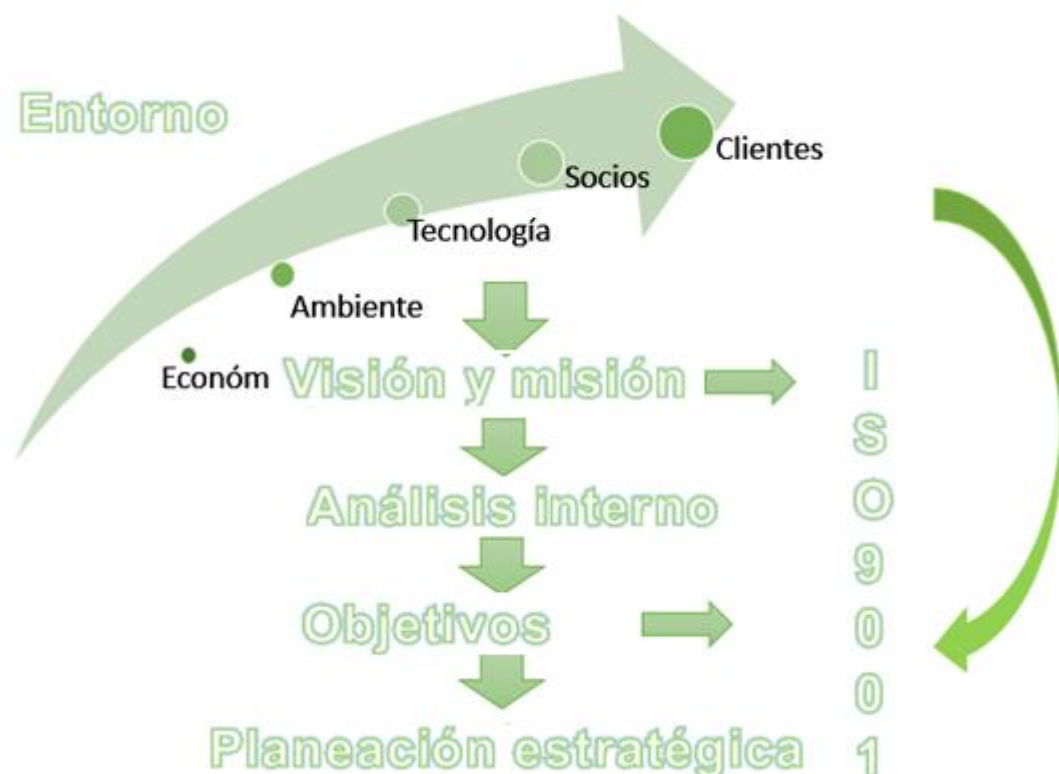 Entorno
Clientes
Socios
Tecnología
Ambiente
Económ
Visión y misión
Análisis interno
Objetivos
Planeación estratégica
I
S
O
9
0
0
1